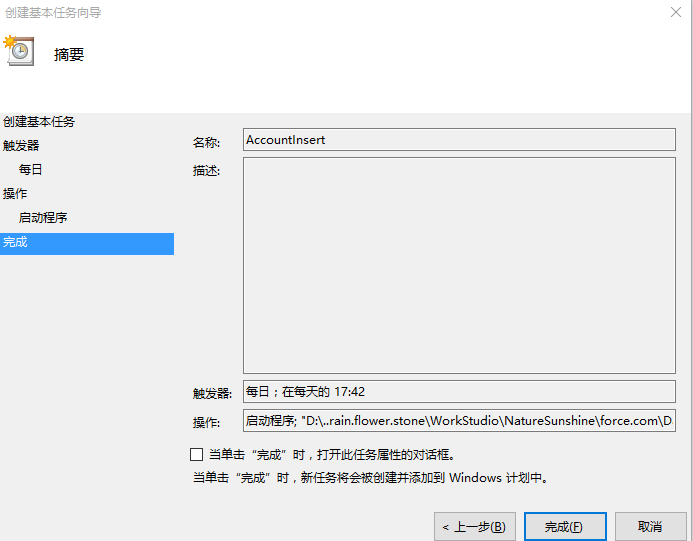 创建基本任务向导
摘要
创建基本任务
触发器
每日
操作
启动程序
完成
名称: AccountInsert
描述:
触发器: 每日；在每天的 17:42
操作: 启动程序; "D:\..rain.flower.stone\WorkStudio\NatureSunshine\force.com\D
当单击“完成”时，打开此任务属性的对话框。
当单击“完成”时，新任务将会被创建并添加到 Windows 计划中。
< 上一步(B) 完成(F) 取消